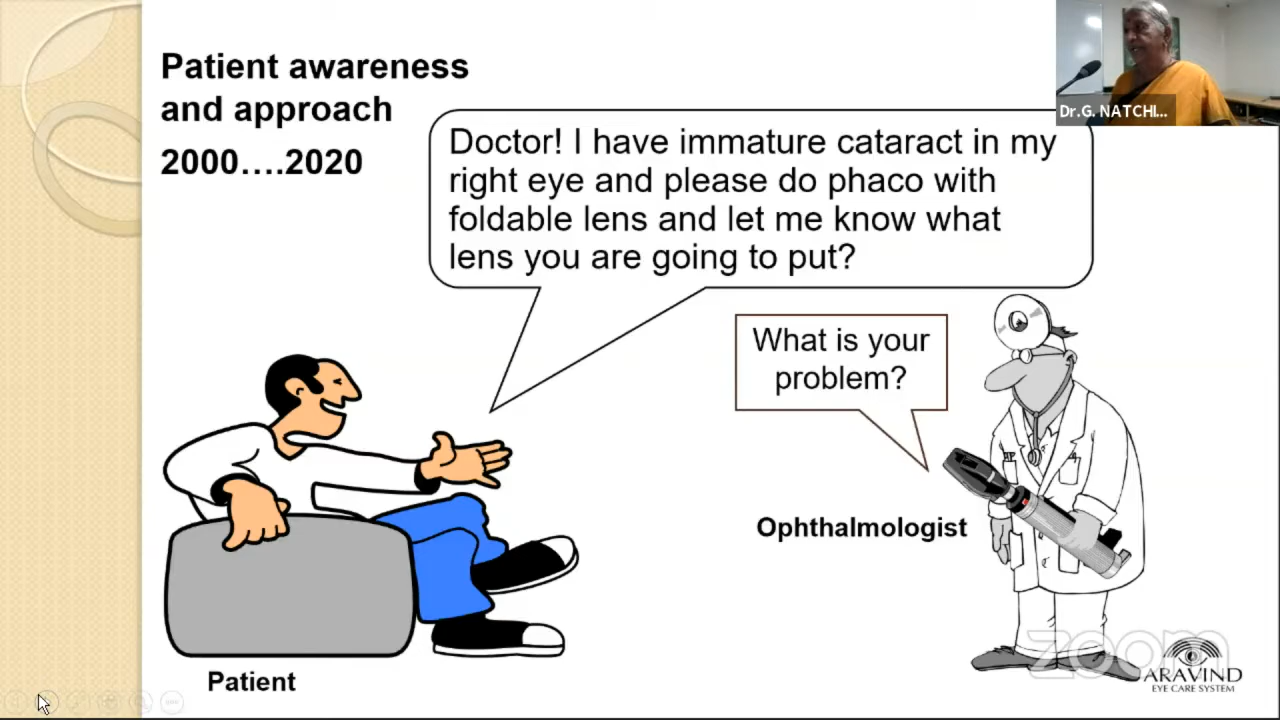 Patient awareness
and approach
2000....2020
Dr.G. NATCHI...
Doctor! I have immature cataract in my
right eye and please do phaco with
foldable lens and let me know what
lens you are going to put?
What is your
problem?
Ophthalmologist
Patient
zoom
ARAVIND
EYE CARE SYSTEM